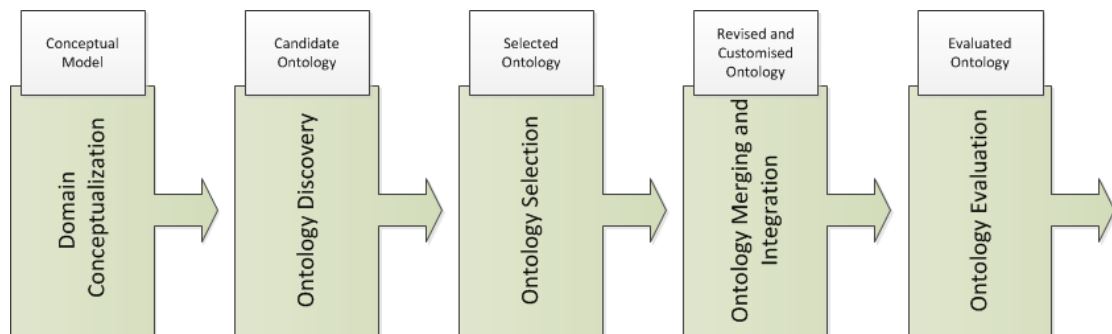 Conceptual
Model
Domain
Conceptualization
Candidate
Ontology
Ontology Discovery
Selected
Ontology
Ontology Selection
Revised and
Customised
Ontology
Ontology Merging and
Integration
Evaluated
Ontology
Ontology Evaluation